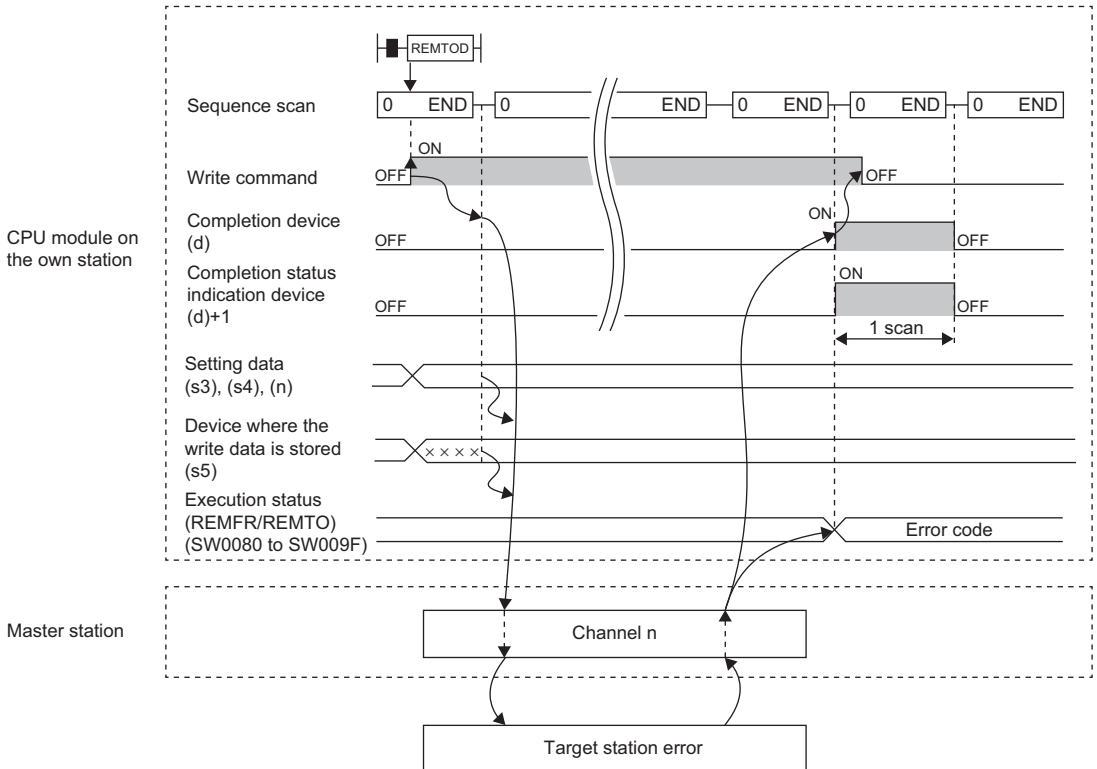 REMTOD
Sequence scan
0 END 0 END 0 END 0 END 0 END
ON
Write command
OFF
OFF
CPU module on
the own station
Completion device
(d)
ON
OFF
OFF
Completion status
indication device
(d)+1
ON
OFF
OFF
1 scan
Setting data
(s3), (s4), (n)
Device where the
write data is stored
(s5)
××××
Execution status
(REMFR/REMTO)
(SW0080 to SW009F)
Error code
Master station
Channel n
Target station error